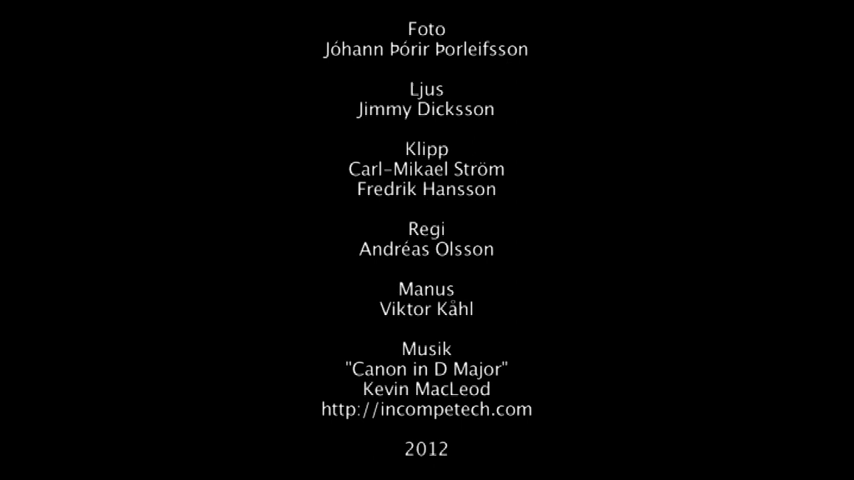 Foto
Jóhann Þórir Þorleifsson
Ljus
Jimmy Dicksson
Klipp
Carl-Mikael Ström
Fredrik Hansson
Regi
Andréas Olsson
Manus
Viktor Kåhl
Musik
"Canon in D Major"
Kevin MacLeod
http://incompetech.com
2012